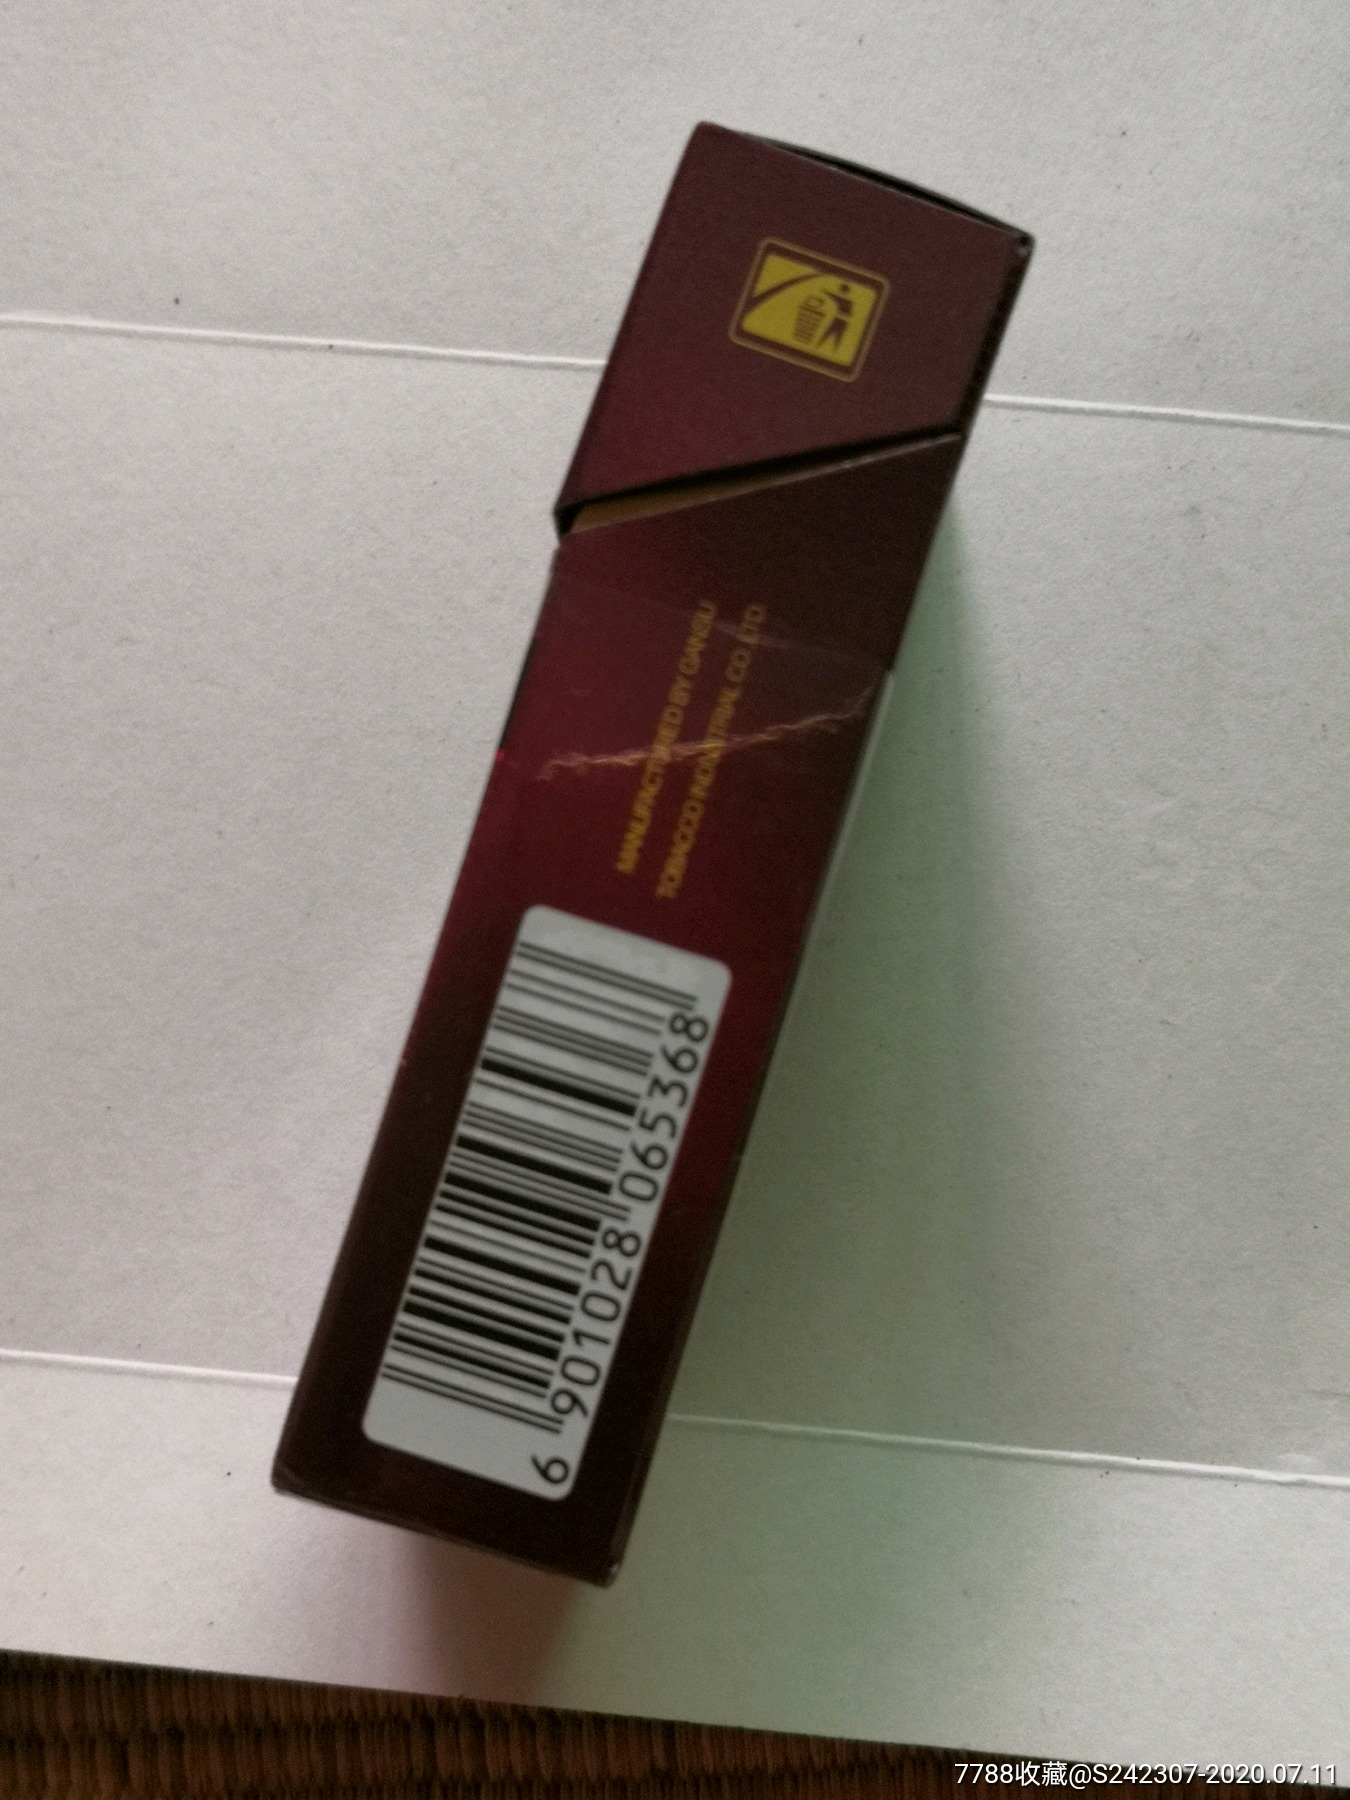 MANUFACTURED BY GANSU
TOBACCO INDUSTRIAL CO.,LTD.
6 901028 065368
7788收藏@S242307-2020.07.11